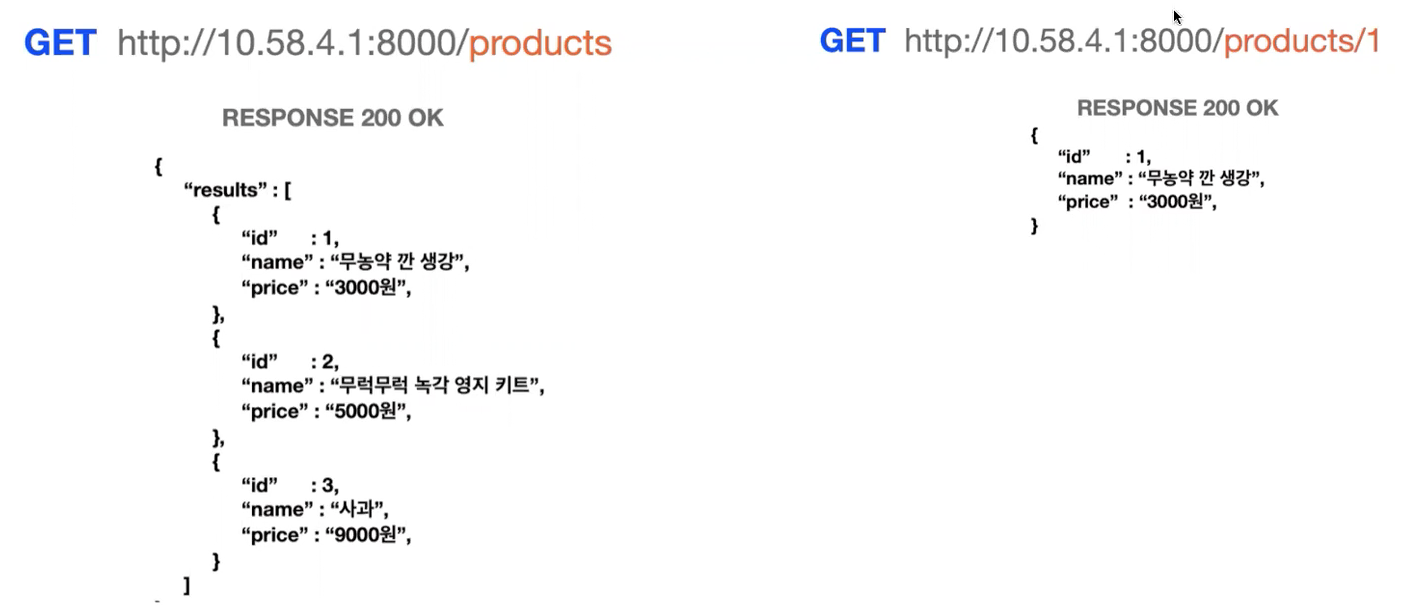 GET http://10.58.4.1:8000/products
RESPONSE 200 OK
{
“results” : [
{
“id” : 1,
“name” : “무농약 깐 생강”,
“price” : “3000원”,
},
{
“id” : 2,
“name” : “무럭무럭 녹각 영지 키트”,
“price” : “5000원”,
},
{
“id” : 3,
“name” : “사과”,
“price” : “9000원”,
}
]
GET http://10.58.4.1:8000/products/1
RESPONSE 200 OK
{
“id” : 1,
“name” : “무농약 깐 생강”,
“price” : “3000원”,
}